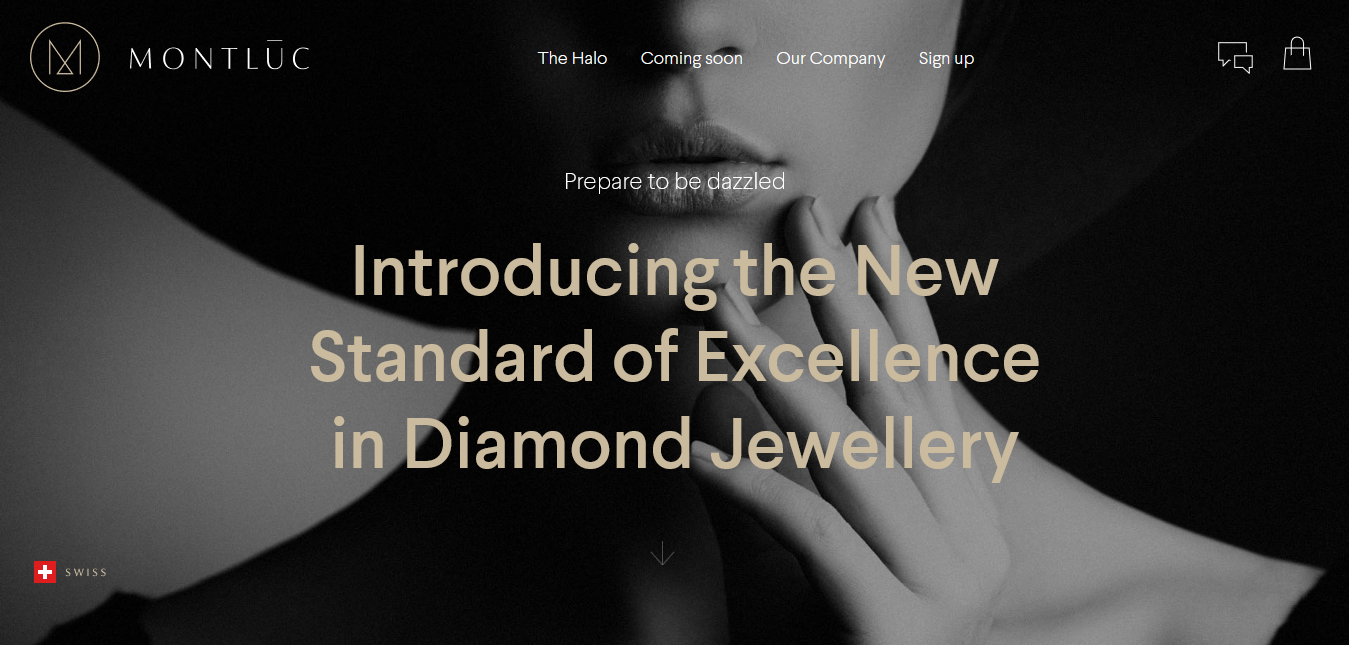 MONTLŪC
The Halo Coming soon Our Company Sign up
Prepare to be dazzled
Introducing the New
Standard of Excellence
in Diamond Jewellery
SWISS